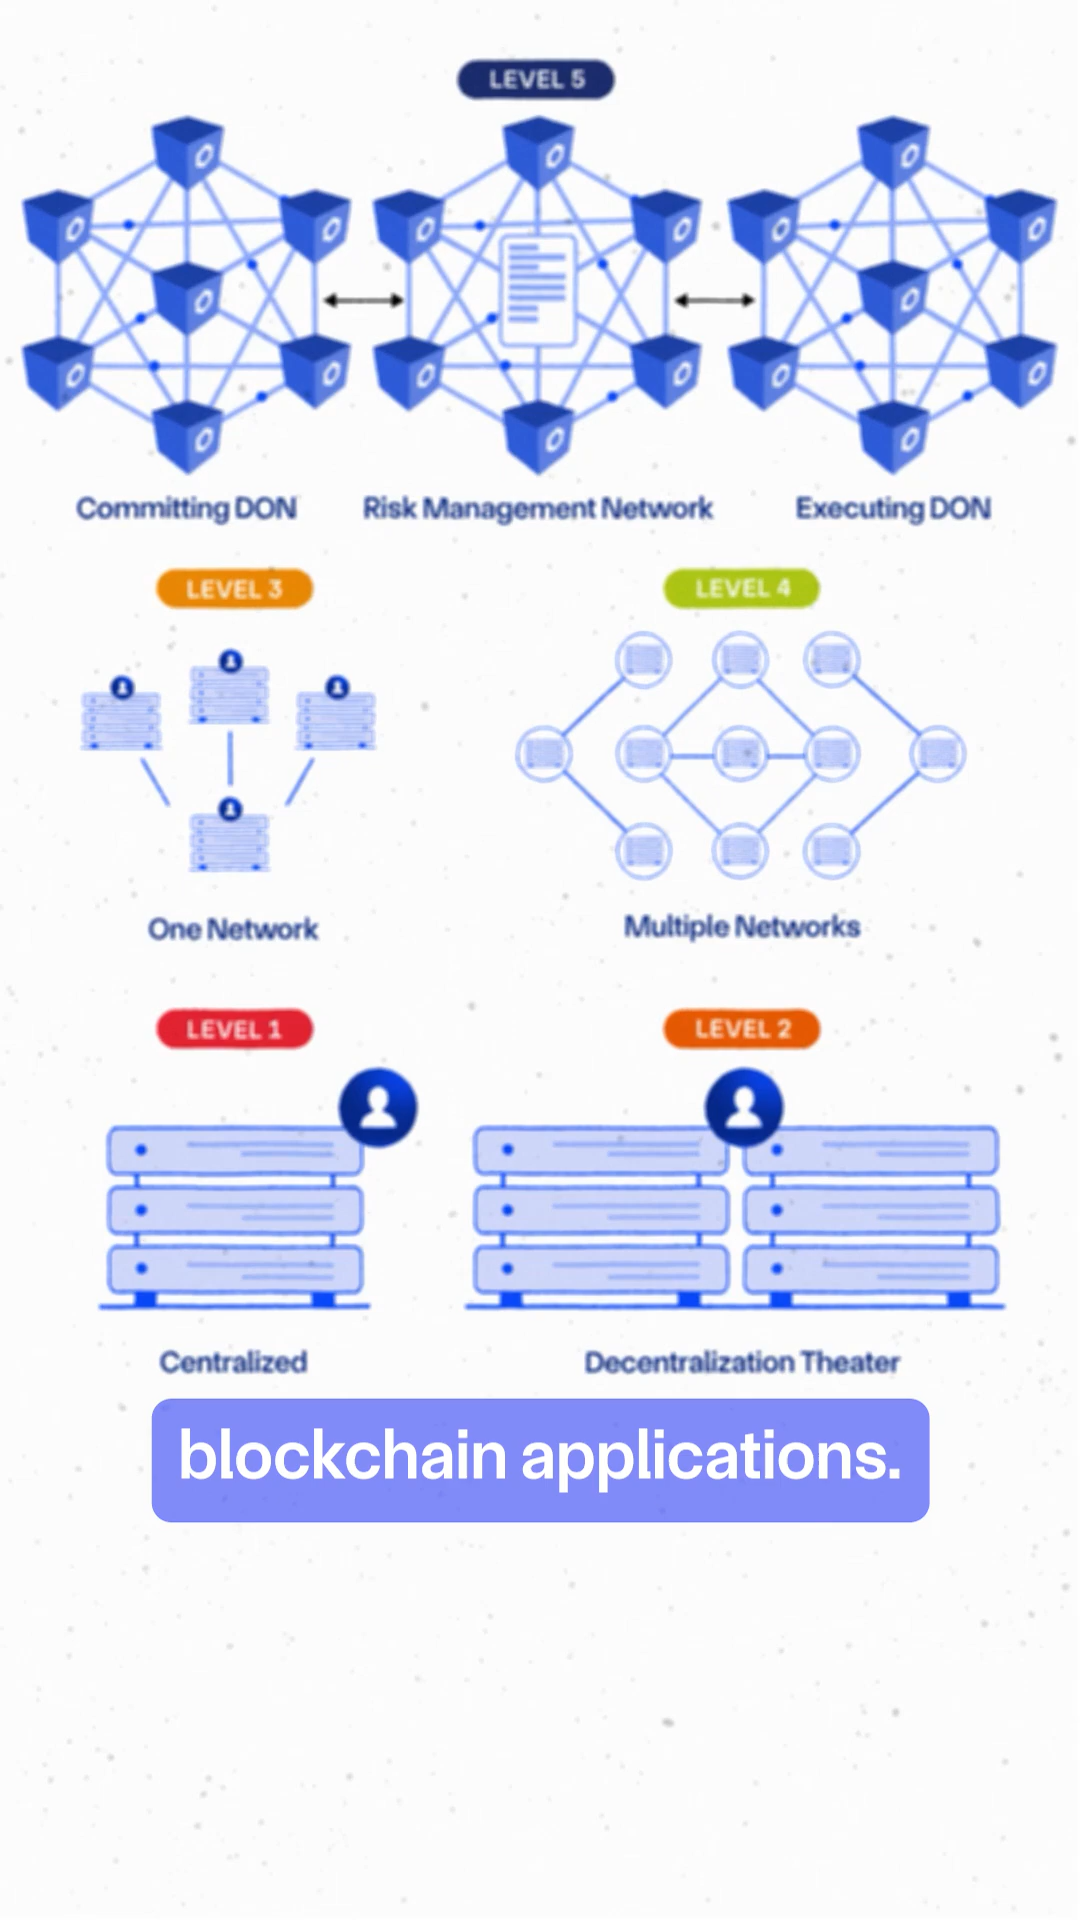 LEVEL 5
Committing DON
Risk Management Network
Executing DON
LEVEL 3
LEVEL 4
One Network
Multiple Networks
LEVEL 1
LEVEL 2
Centralized
Decentralization Theater
blockchain applications.